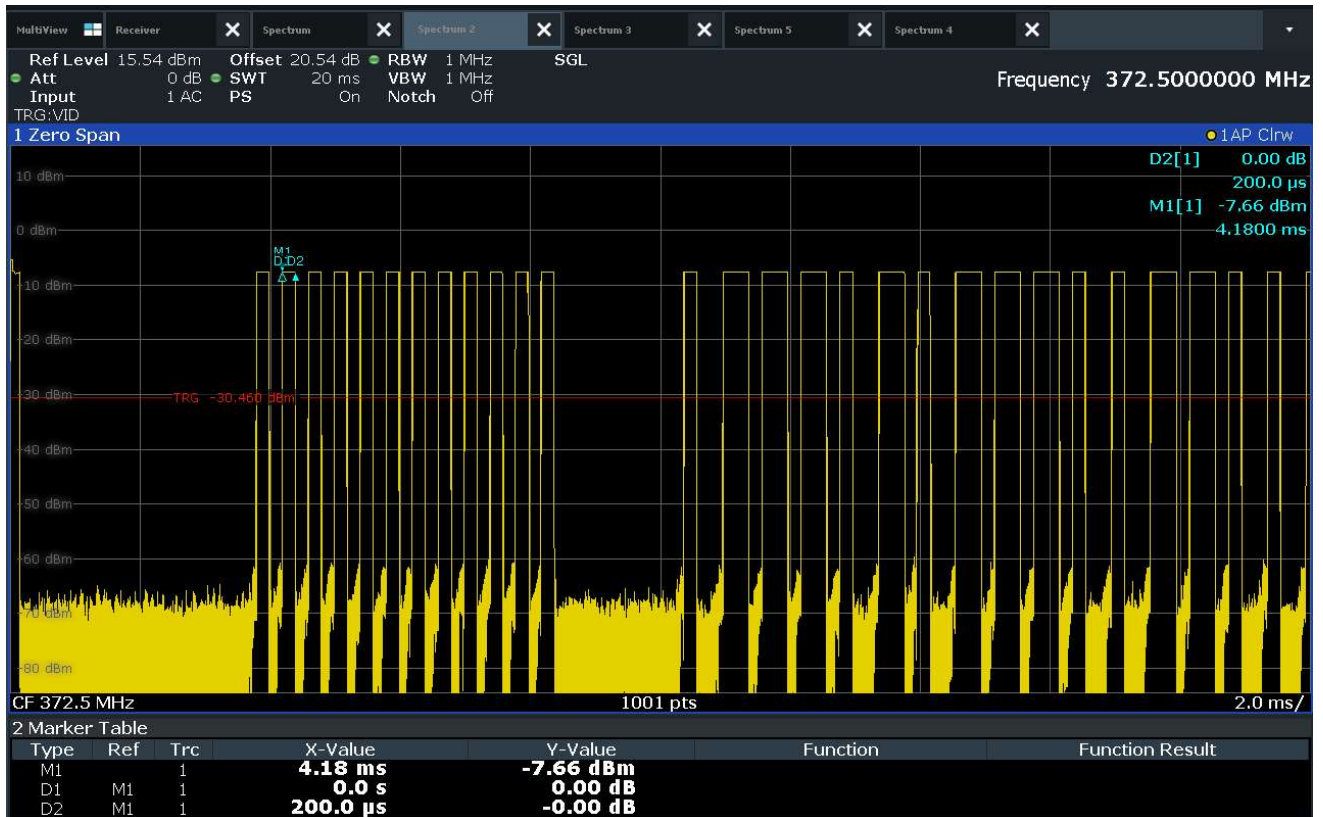 MultiView Receiver Spectrum Spectrum 2 Spectrum 3 Spectrum 5 Spectrum 4
Ref Level 15.54 dBm Offset 20.54 dB RBW 1 MHz SGL
Att 0 dB SWT 20 ms VBW 1 MHz
Input 1 AC PS On Notch Off
Frequency 372.5000000 MHz
TRG:VID
1 Zero Span 1AP Clrw
D2[1] 0.00 dB
200.0 µs
M1[1] -7.66 dBm
4.1800 ms
10 dBm
0 dBm
M1
D1 D2
-10 dBm
-20 dBm
-30 dBm
TRG -30.460 dBm
-40 dBm
-50 dBm
-60 dBm
-70 dBm
-80 dBm
CF 372.5 MHz 1001 pts 2.0 ms/
2 Marker Table
Type Ref Trc X-Value Y-Value Function Function Result
M1 1 4.18 ms -7.66 dBm
D1 M1 1 0.0 s 0.00 dB
D2 M1 1 200.0 µs -0.00 dB